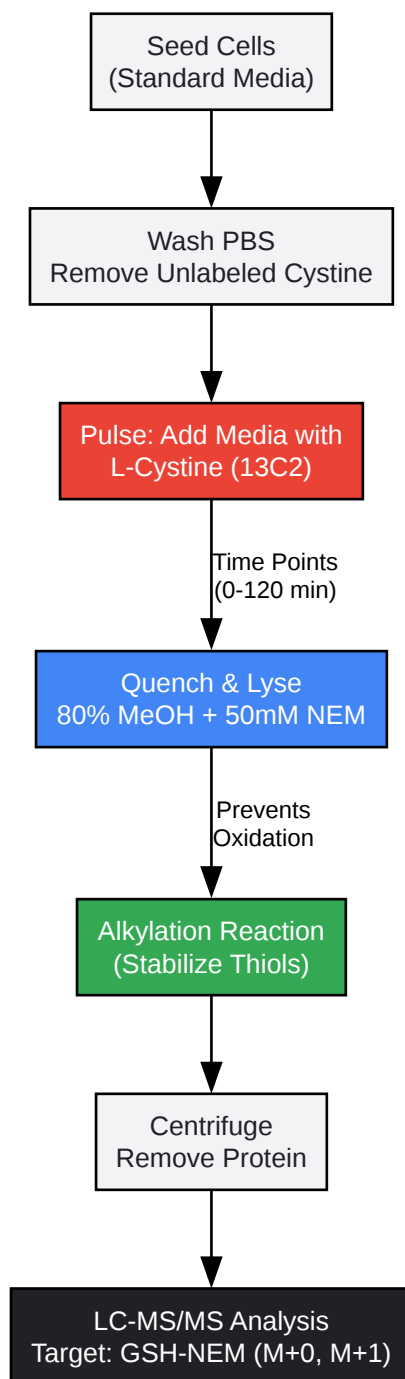 Seed Cells
(Standard Media)
Wash PBS
Remove Unlabeled Cystine
Pulse: Add Media with
L-Cystine (13C2)
Time Points
(0-120 min)
Quench & Lyse
80% MeOH + 50mM NEM
Prevents
Oxidation
Alkylation Reaction
(Stabilize Thiols)
Centrifuge
Remove Protein
LC-MS/MS Analysis
Target: GSH-NEM (M+0, M+1)